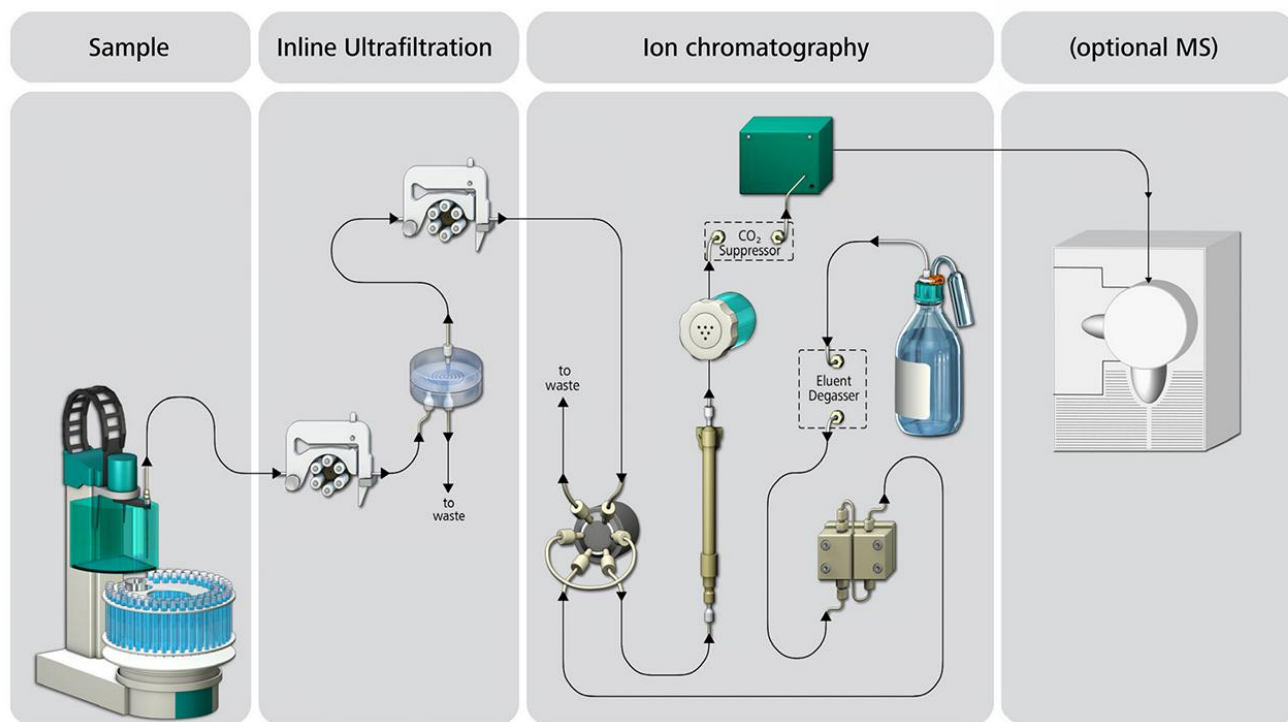 Sample
Inline Ultrafiltration
Ion chromatography
(optional MS)
CO₂
Suppressor
Eluent
Degasser
to
waste
to
waste